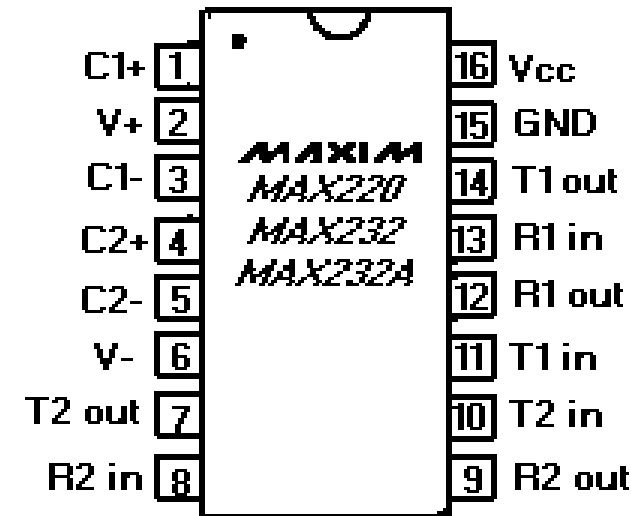 C1+ 1
V+ 2
C1- 3
C2+ 4
C2- 5
V- 6
T2 out 7
R2 in 8
MAXIM
MAX220
MAX232
MAX232A
16 Vcc
15 GND
14 T1 out
13 R1 in
12 R1 out
11 T1 in
10 T2 in
9 R2 out